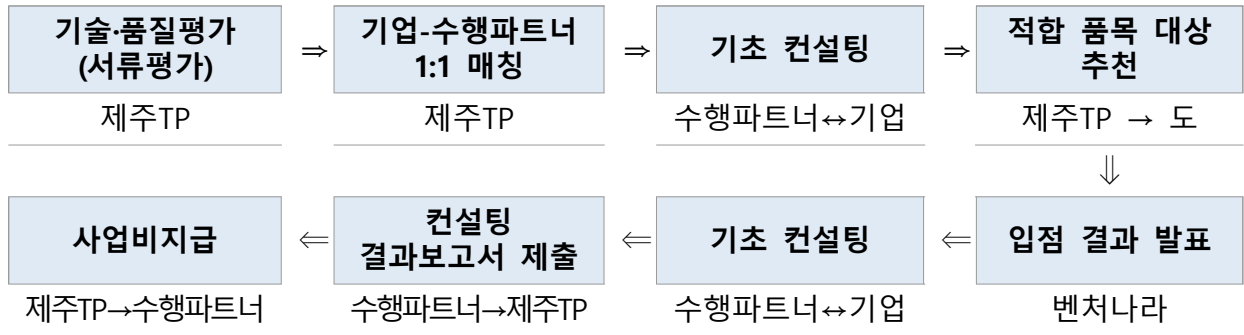 기술·품질평가
(서류평가)
⇒
기업-수행파트너
1:1 매칭
⇒
기초 컨설팅
⇒
적합 품목 대상
추천
제주TP
제주TP
수행파트너↔기업
제주TP → 도
⇓
입점 결과 발표
⇐
기초 컨설팅
⇐
컨설팅
결과보고서 제출
⇐
사업비지급
벤처나라
수행파트너↔기업
수행파트너→제주TP
제주TP→수행파트너